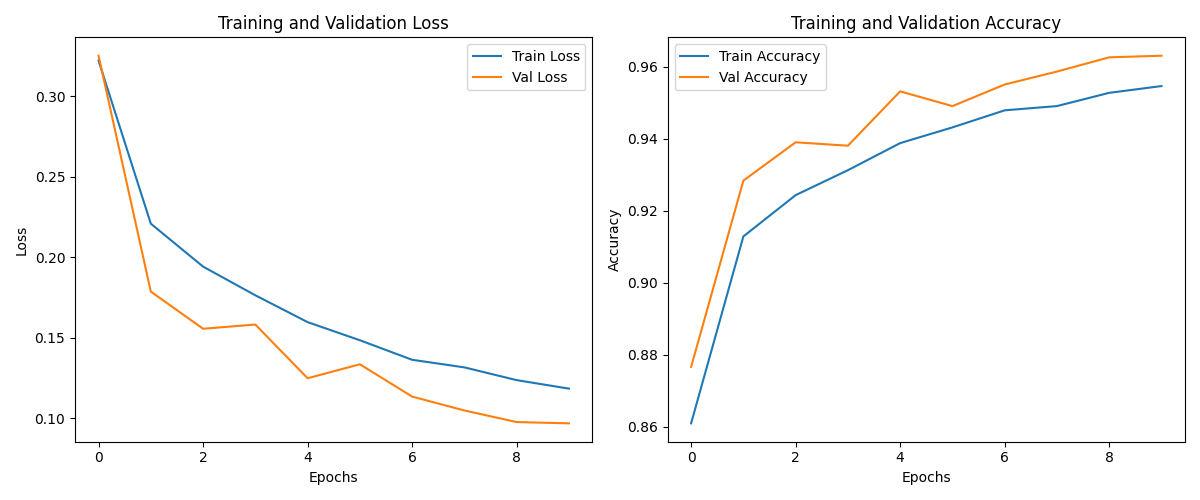 Training and Validation Loss
Train Loss
Val Loss
0.30
0.25
0.20
0.15
0.10
Loss
0 2 4 6 8
Epochs
Training and Validation Accuracy
Train Accuracy
Val Accuracy
0.96
0.94
0.92
0.90
0.88
0.86
Accuracy
0 2 4 6 8
Epochs